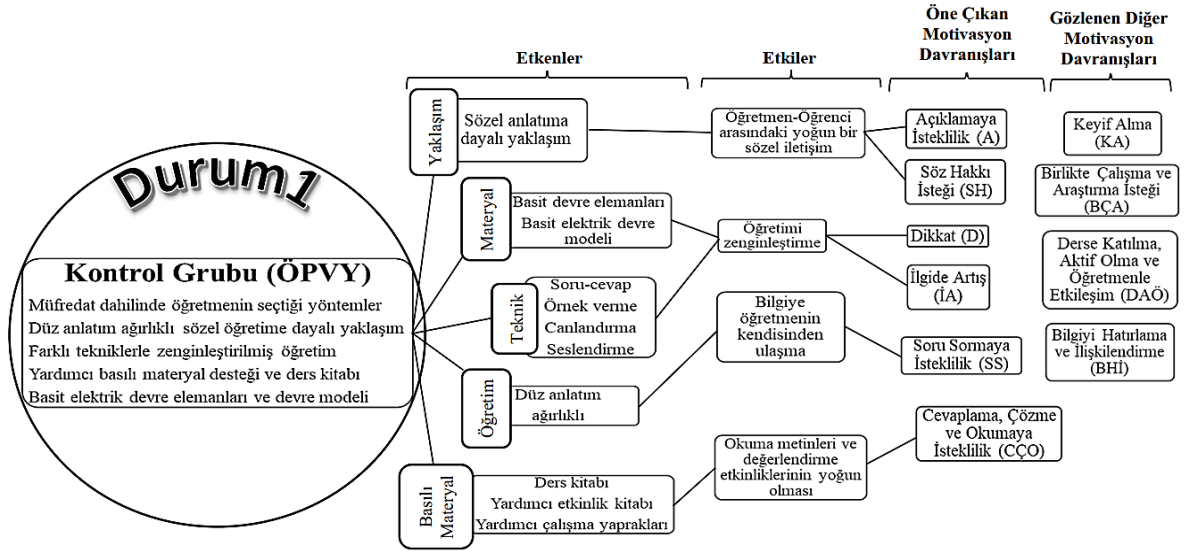 Durum1
Kontrol Grubu (ÖPVY)
Müfredat dahilinde öğretmenin seçtiği yöntemler
Düz anlatım ağırlıklı sözel öğretime dayalı yaklaşım
Farklı tekniklerle zenginleştirilmiş öğretim
Yardımcı basılı materyal desteği ve ders kitabı
Basit elektrik devre elemanları ve devre modeli
Etkenler
Yaklaşım
Sözel anlatıma
dayalı yaklaşım
Materyal
Basit devre elemanları
Basit elektrik devre
modeli
Teknik
Soru-cevap
Örnek verme
Canlandırma
Seslendirme
Öğretim
Düz anlatım
ağırlıklı
Basılı
Materyal
Ders kitabı
Yardımcı etkinlik kitabı
Yardımcı çalışma yaprakları
Etkiler
Öğretmen-Öğrenci
arasındaki yoğun bir
sözel iletişim
Öğretimi
zenginleştirme
Bilgiye
öğretmenin
kendisinden
ulaşma
Okuma metinleri ve
değerlendirme
etkinliklerinin yoğun
olması
Öne Çıkan
Motivasyon
Davranışları
Açıklamaya
İsteklilik (A)
Söz Hakkı
İsteği (SH)
Dikkat (D)
İlgide Artış
(İA)
Soru Sormaya
İsteklilik (SS)
Cevaplama, Çözme
ve Okumaya
İsteklilik (CÇO)
Gözlenen Diğer
Motivasyon
Davranışları
Keyif Alma
(KA)
Birlikte Çalışma ve
Araştırma İsteği
(BÇA)
Derse Katılma,
Aktif Olma ve
Öğretmenle
Etkileşim (DAÖ)
Bilgiyi Hatırlama
ve İlişkilendirme
(BHİ)